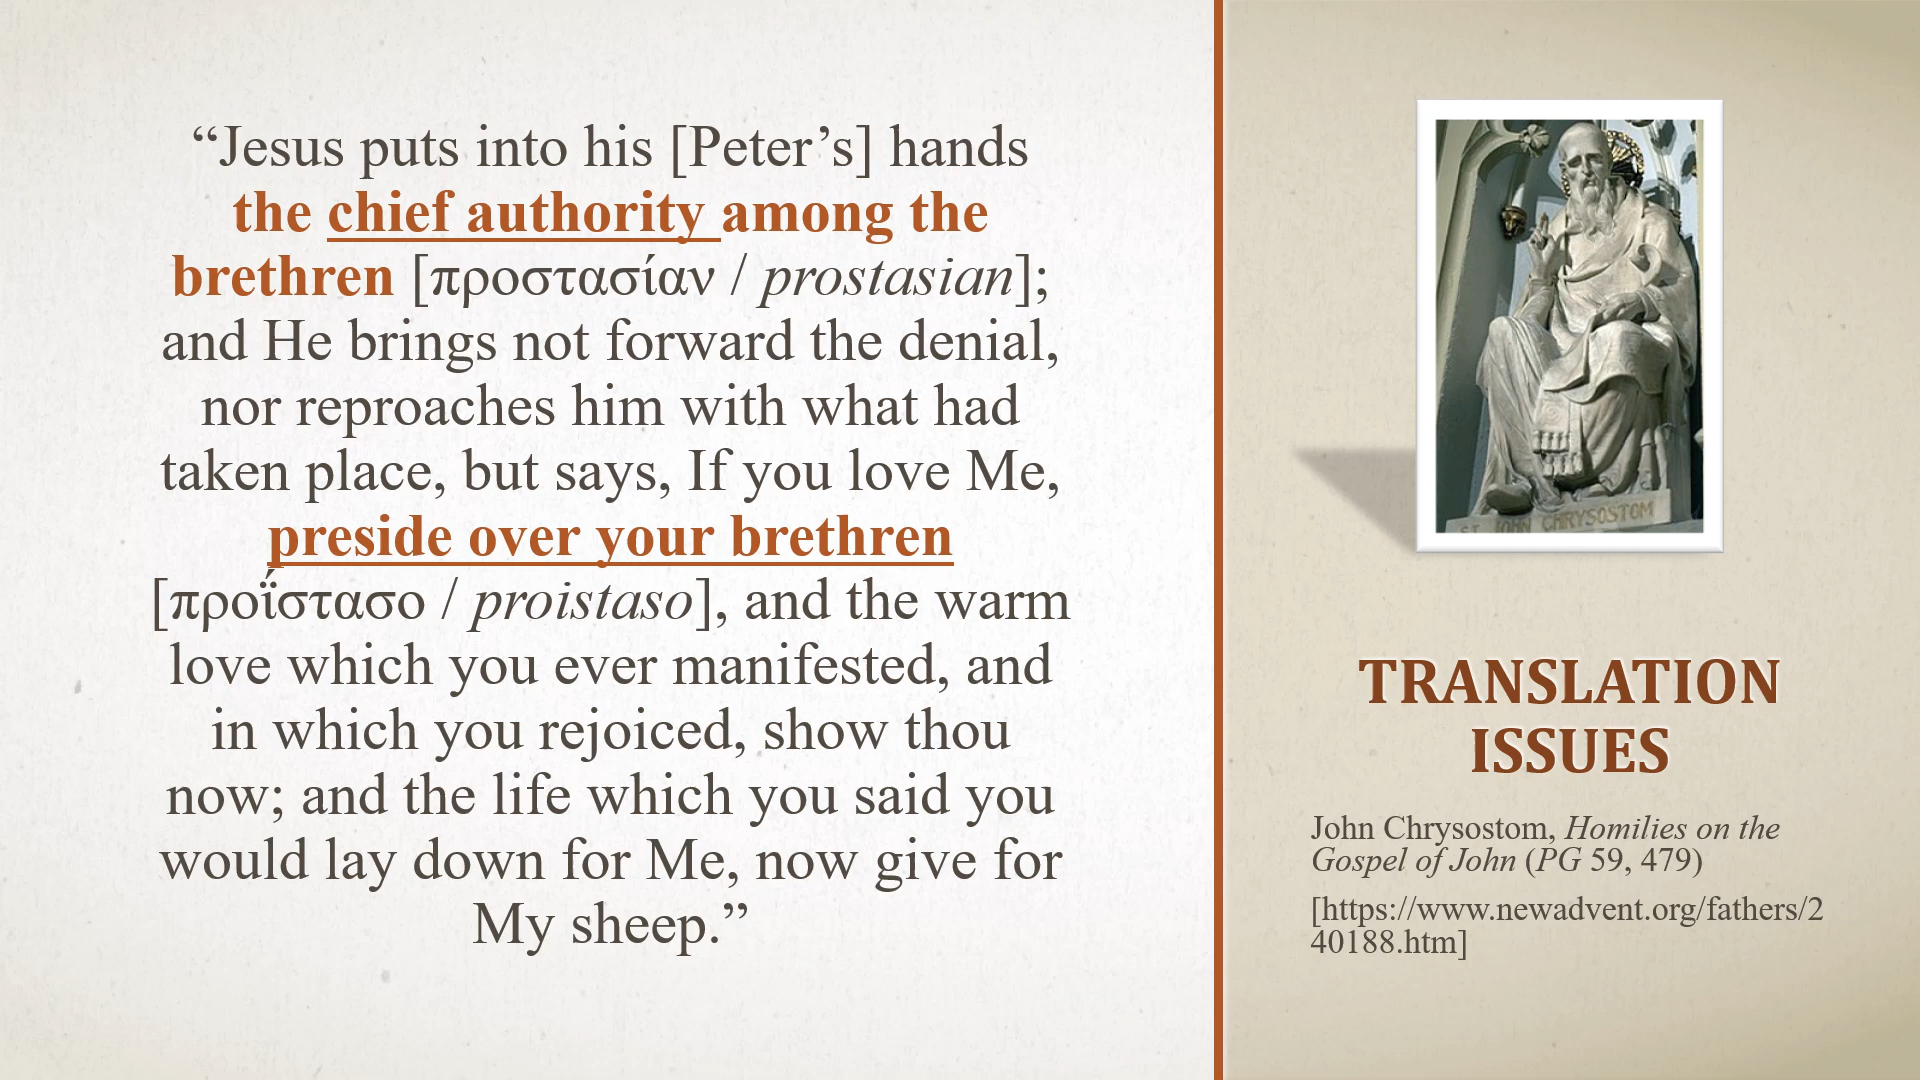 “Jesus puts into his [Peter’s] hands
the chief authority among the
brethren [προστασίαν / prostasian];
and He brings not forward the denial,
nor reproaches him with what had
taken place, but says, If you love Me,
preside over your brethren
[προΐστασο / proistaso], and the warm
love which you ever manifested, and
in which you rejoiced, show thou
now; and the life which you said you
would lay down for Me, now give for
My sheep.”
ST. JOHN CHRYSOSTOM
TRANSLATION
ISSUES
John Chrysostom, Homilies on the
Gospel of John (PG 59, 479)
[https://www.newadvent.org/fathers/2
40188.htm]